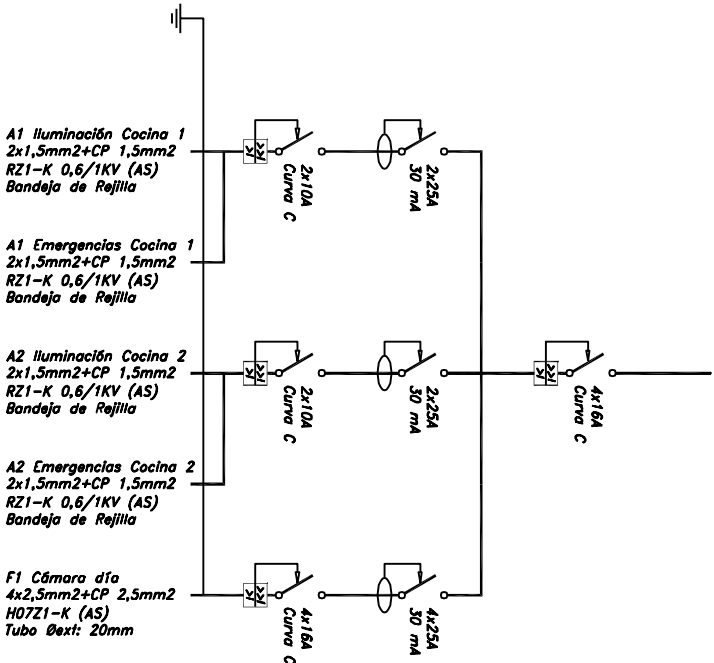 A1 Iluminación Cocina 1
2x1,5mm2+CP 1,5mm2
RZ1-K 0,6/1KV (AS)
Bandeja de Rejilla
2x10A
Curva C
2x25A
30 mA
A1 Emergencias Cocina 1
2x1,5mm2+CP 1,5mm2
RZ1-K 0,6/1KV (AS)
Bandeja de Rejilla
A2 Iluminación Cocina 2
2x1,5mm2+CP 1,5mm2
RZ1-K 0,6/1KV (AS)
Bandeja de Rejilla
2x10A
Curva C
2x25A
30 mA
4x16A
Curva C
A2 Emergencias Cocina 2
2x1,5mm2+CP 1,5mm2
RZ1-K 0,6/1KV (AS)
Bandeja de Rejilla
F1 Cámara día
4x2,5mm2+CP 2,5mm2
H07Z1-K (AS)
Tubo Øext: 20mm
4x16A
Curva C
4x25A
30 mA